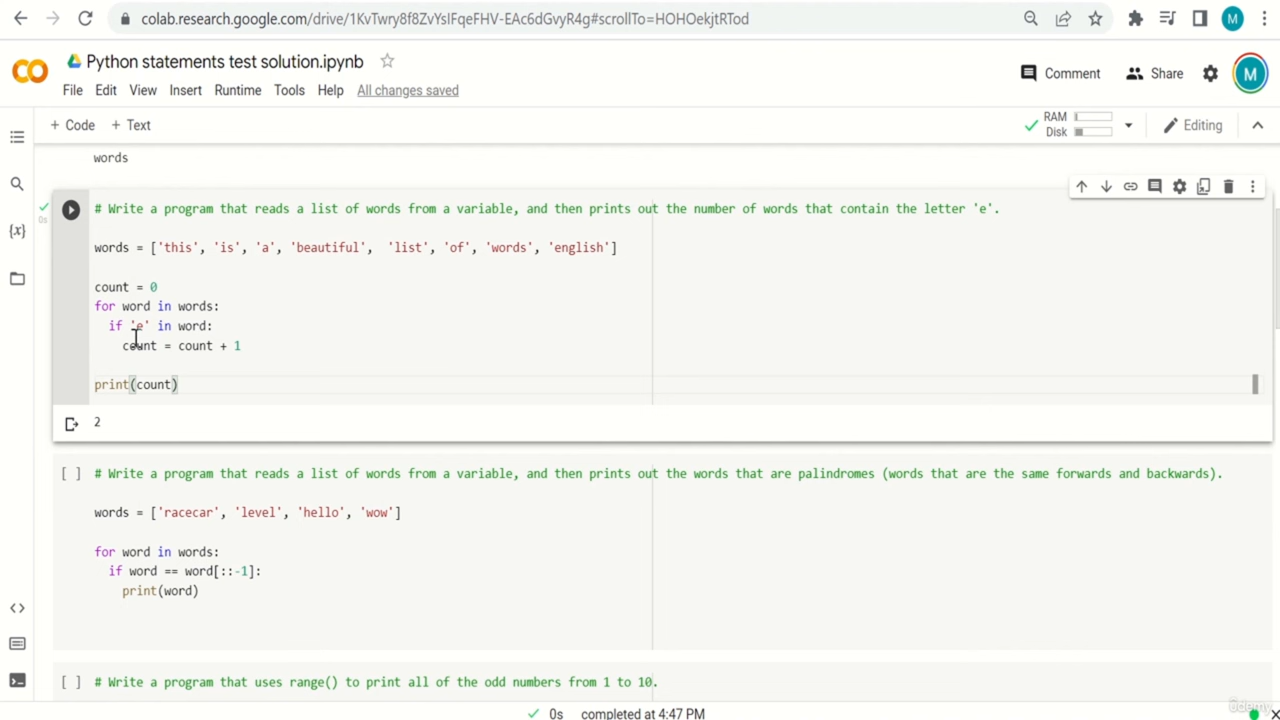 colab.research.google.com/drive/1KvTwry8f8ZvYsIFqeFHV-EAc6dGvyR4g#scrollTo=HOHOekjtRTod
M
CO
Python statements test solution.ipynb
File Edit View Insert Runtime Tools Help All changes saved
Comment Share M
+ Code + Text
RAM
Disk
Editing
words
0s
# Write a program that reads a list of words from a variable, and then prints out the number of words that contain the letter 'e'.
words = ['this', 'is', 'a', 'beautiful',  'list', 'of', 'words', 'english']
count = 0
for word in words:
  if 'e' in word:
    count = count + 1
print(count)
2
[ ] # Write a program that reads a list of words from a variable, and then prints out the words that are palindromes (words that are the same forwards and backwards).
words = ['racecar', 'level', 'hello', 'wow']
for word in words:
  if word == word[::-1]:
    print(word)
[ ] # Write a program that uses range() to print all of the odd numbers from 1 to 10.
0s completed at 4:47 PM
ûdemy